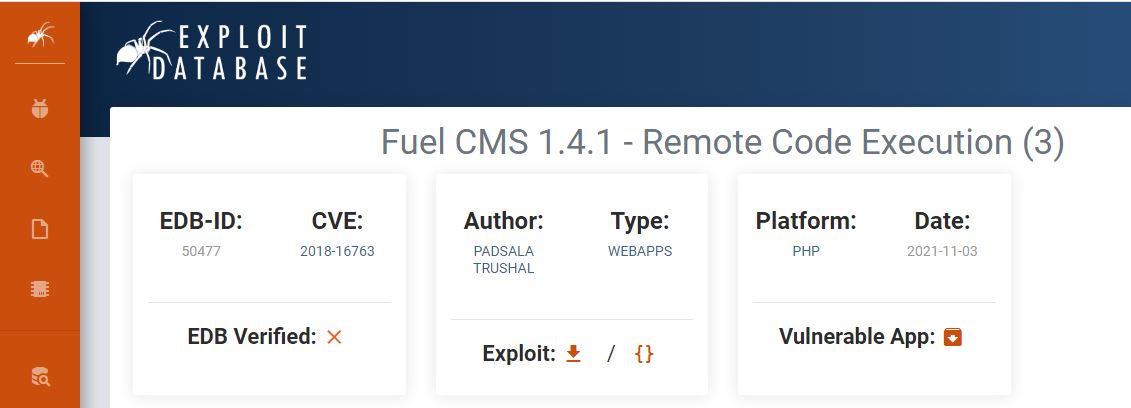 EXPLOIT
DATABASE
Fuel CMS 1.4.1 - Remote Code Execution (3)
EDB-ID:
50477
CVE:
2018-16763
EDB Verified:
Author:
PADSALA
TRUSHAL
Type:
WEBAPPS
Exploit: / {}
Platform:
PHP
Date:
2021-11-03
Vulnerable App: